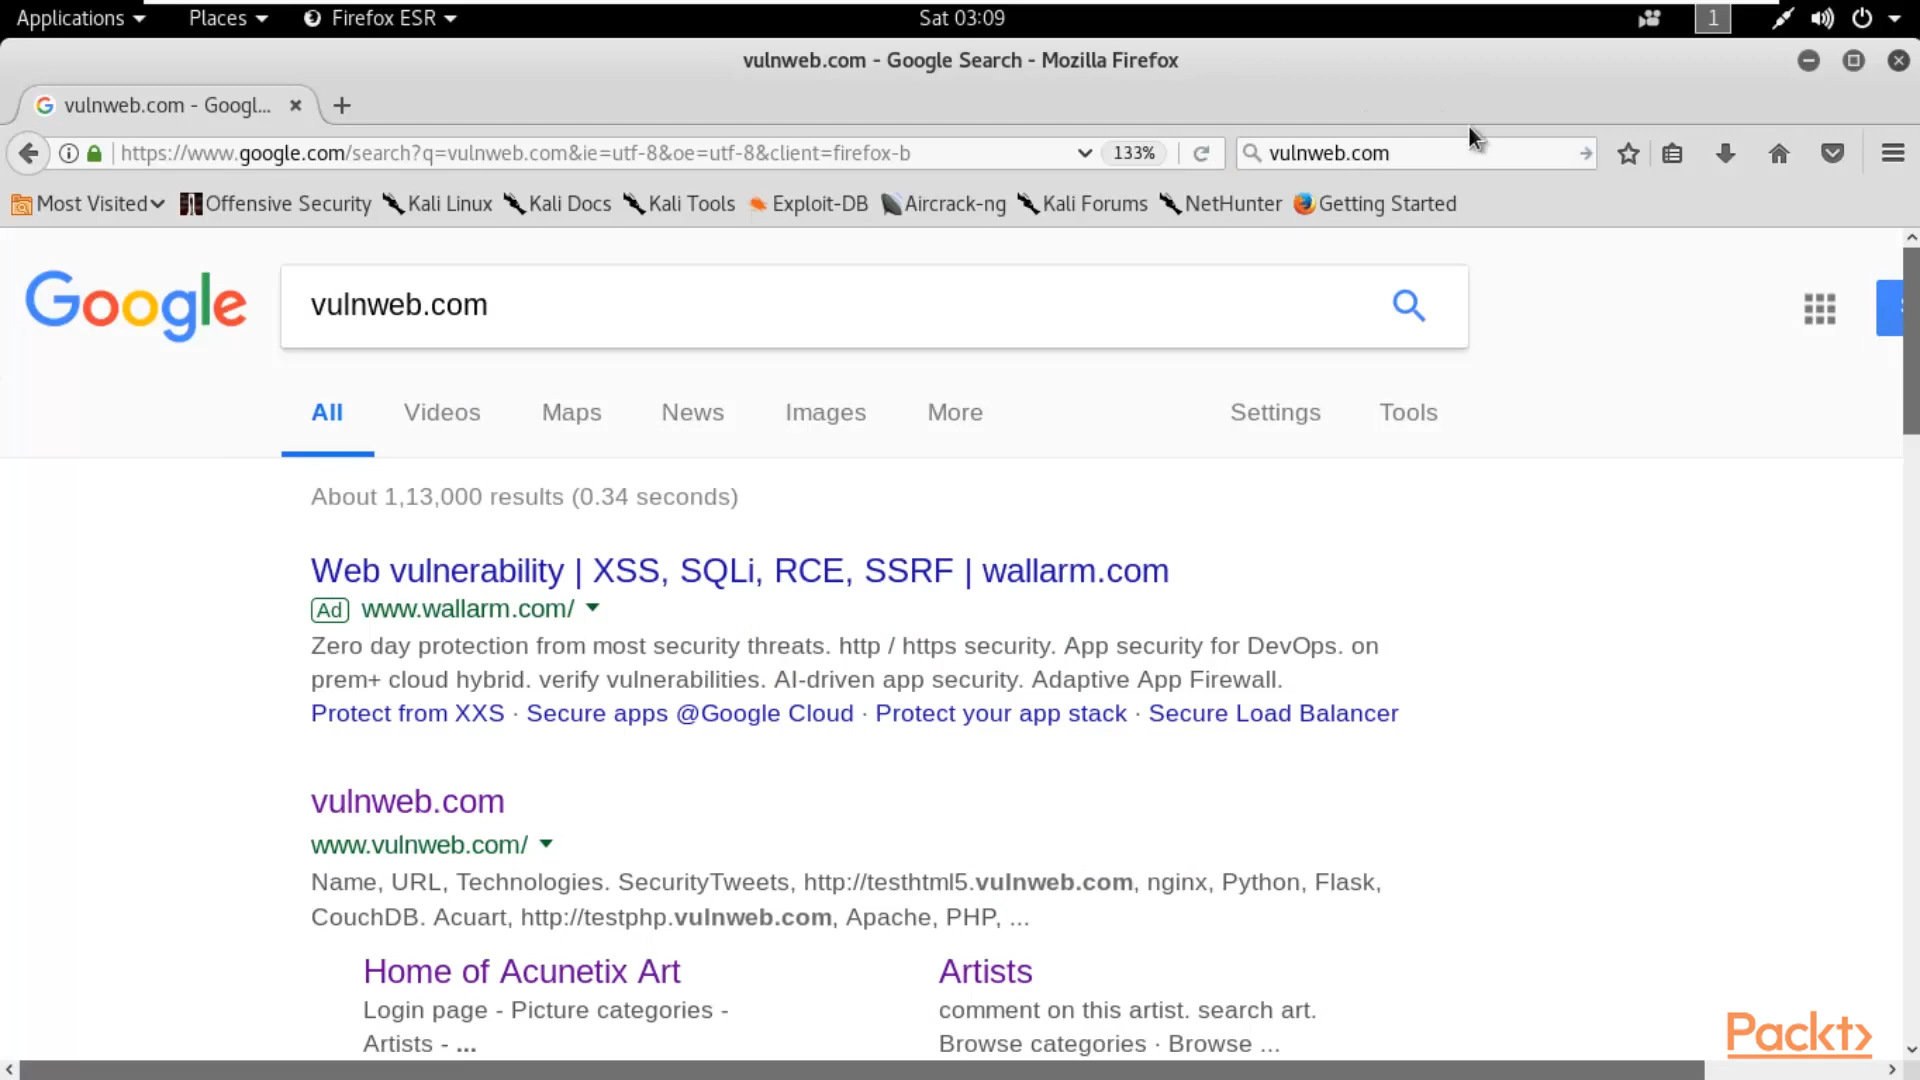 Applications Places Firefox ESR Sat 03:09 1
vulnweb.com - Google Search - Mozilla Firefox
vulnweb.com - Googl...
https://www.google.com/search?q=vulnweb.com&ie=utf-8&oe=utf-8&client=firefox-b 133% vulnweb.com
Most Visited Offensive Security Kali Linux Kali Docs Kali Tools Exploit-DB Aircrack-ng Kali Forums NetHunter Getting Started
Google vulnweb.com
All Videos Maps News Images More Settings Tools
About 1,13,000 results (0.34 seconds)
Web vulnerability | XSS, SQLi, RCE, SSRF | wallarm.com
Ad www.wallarm.com/
Zero day protection from most security threats. http / https security. App security for DevOps. on
prem+ cloud hybrid. verify vulnerabilities. AI-driven app security. Adaptive App Firewall.
Protect from XXS · Secure apps @Google Cloud · Protect your app stack · Secure Load Balancer
vulnweb.com
www.vulnweb.com/
Name, URL, Technologies. SecurityTweets, http://testhtml5.vulnweb.com, nginx, Python, Flask,
CouchDB. Acuart, http://testphp.vulnweb.com, Apache, PHP, ...
Home of Acunetix Art
Login page - Picture categories -
Artists - ...
Artists
comment on this artist. search art.
Browse categories · Browse ...
Packt>